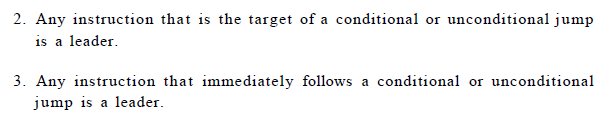 2. Any instruction that is the target of a conditional or unconditional jump
is a leader.
3. Any instruction that immediately follows a conditional or unconditional
jump is a leader.